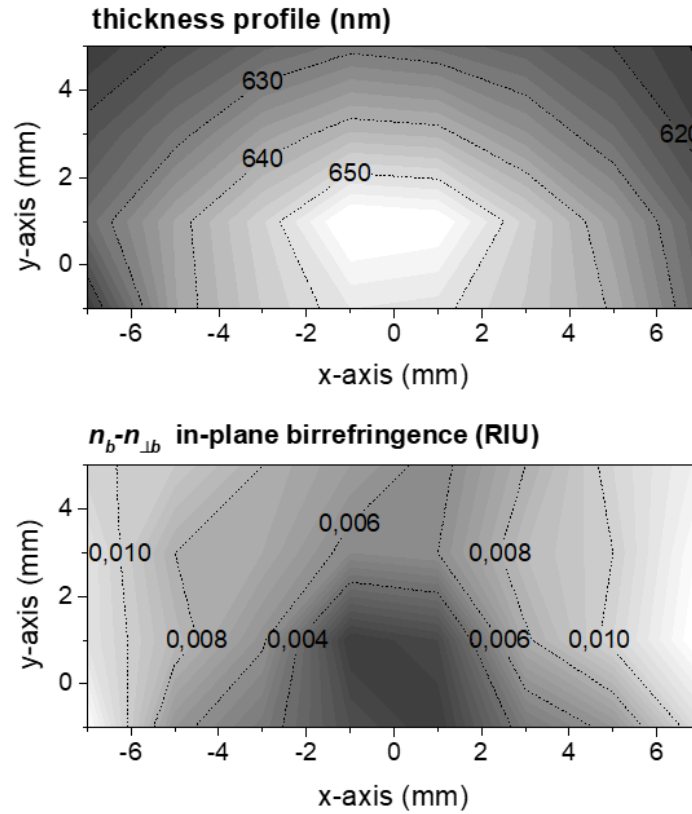 thickness profile (nm)
4
630
620
640
2
650
0
y-axis (mm)
-6 -4 -2 0 2 4 6
x-axis (mm)
n_b-n_⊥b in-plane birrefringence (RIU)
4
0,006
0,010 0,008
2
0,008 0,004 0,006 0,010
0
y-axis (mm)
-6 -4 -2 0 2 4 6
x-axis (mm)